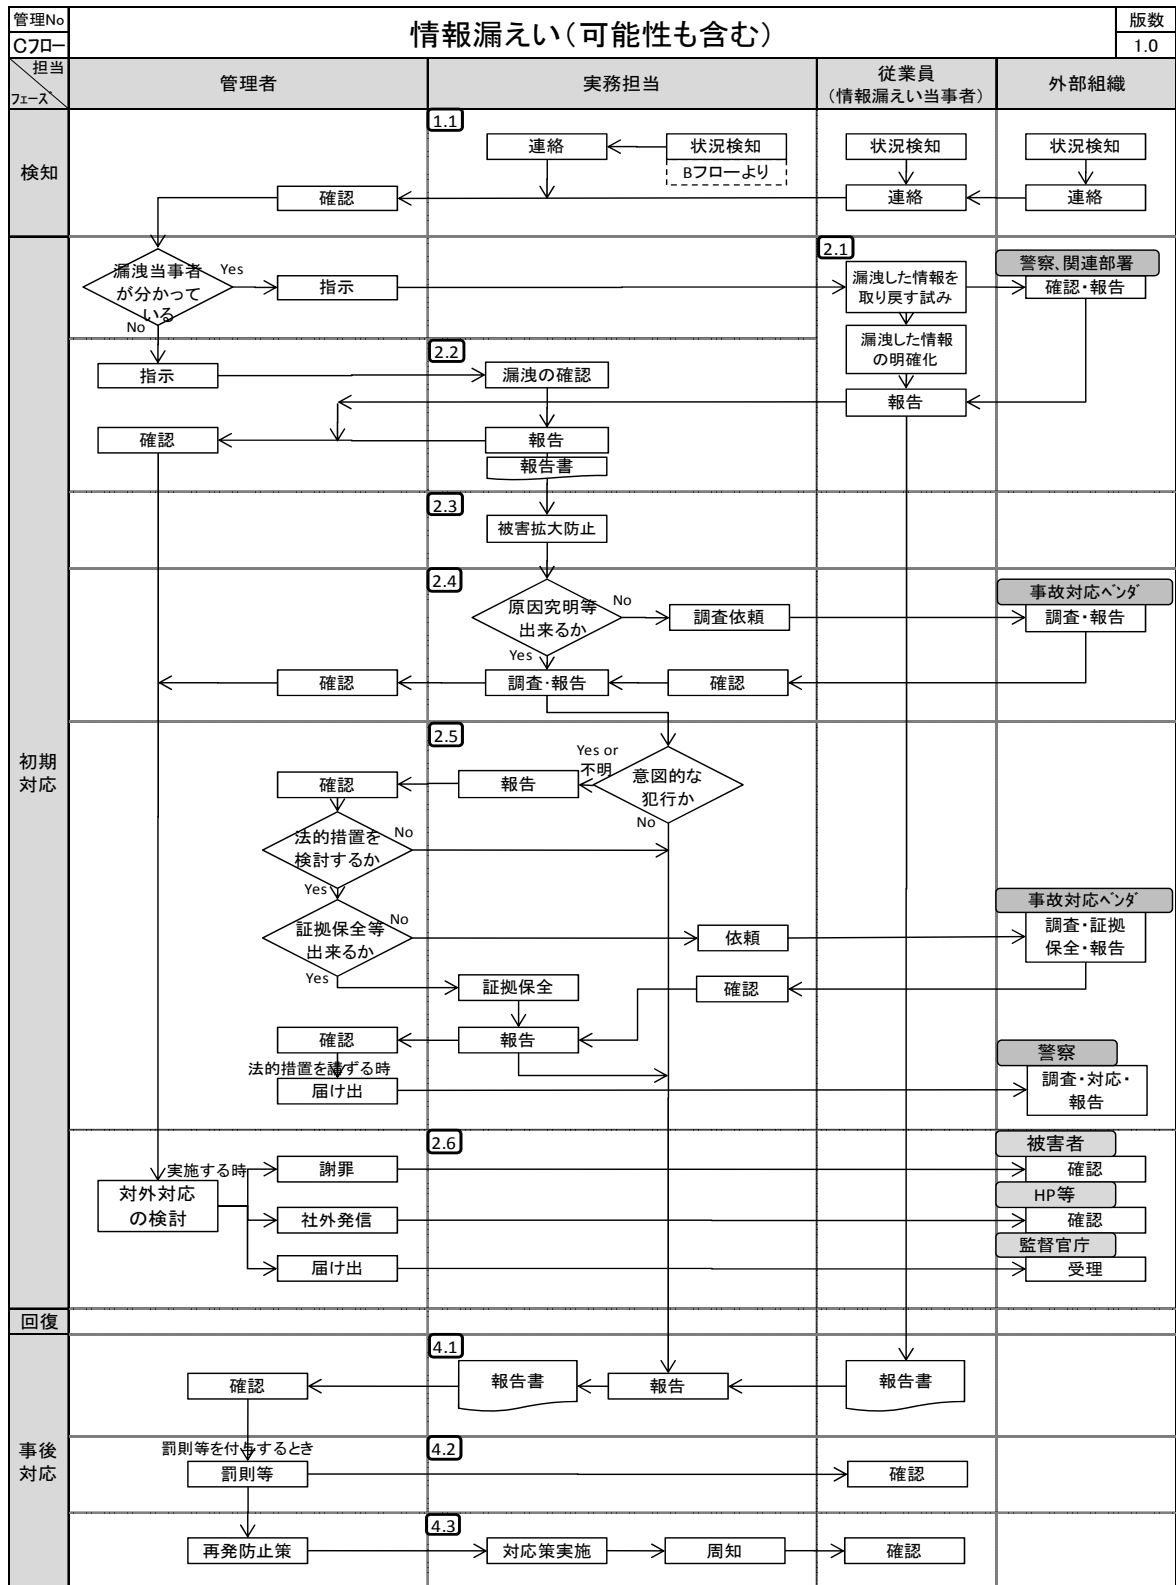 管理No
Cフロー
情報漏えい（可能性も含む）
版数
1.0
担当
フェーズ
管理者
実務担当
従業員
（情報漏えい当事者）
外部組織
検知
1.1
連絡
状況検知
Bフローより
状況検知
状況検知
確認
連絡
連絡
初期
対応
漏洩当事者
が分かって
いる
Yes
No
指示
2.1
漏洩した情報を
取り戻す試み
警察、関連部署
確認・報告
漏洩した情報
の明確化
2.2
指示
漏洩の確認
報告
確認
報告
報告書
2.3
被害拡大防止
2.4
原因究明等
出来るか
No
Yes
調査依頼
事故対応ベンダ
調査・報告
確認
調査・報告
確認
2.5
意図的な
犯行か
Yes or
不明
No
報告
確認
法的措置を
検討するか
No
Yes
証拠保全等
出来るか
No
Yes
依頼
事故対応ベンダ
調査・証拠
保全・報告
証拠保全
確認
確認
報告
法的措置を講ずる時
届け出
警察
調査・対応・
報告
2.6
実施する時
対外対応
の検討
謝罪
被害者
確認
社外発信
HP等
確認
届け出
監督官庁
受理
回復
事後
対応
4.1
確認
報告書
報告
報告書
4.2
罰則等を付与するとき
罰則等
確認
4.3
再発防止策
対応策実施
周知
確認